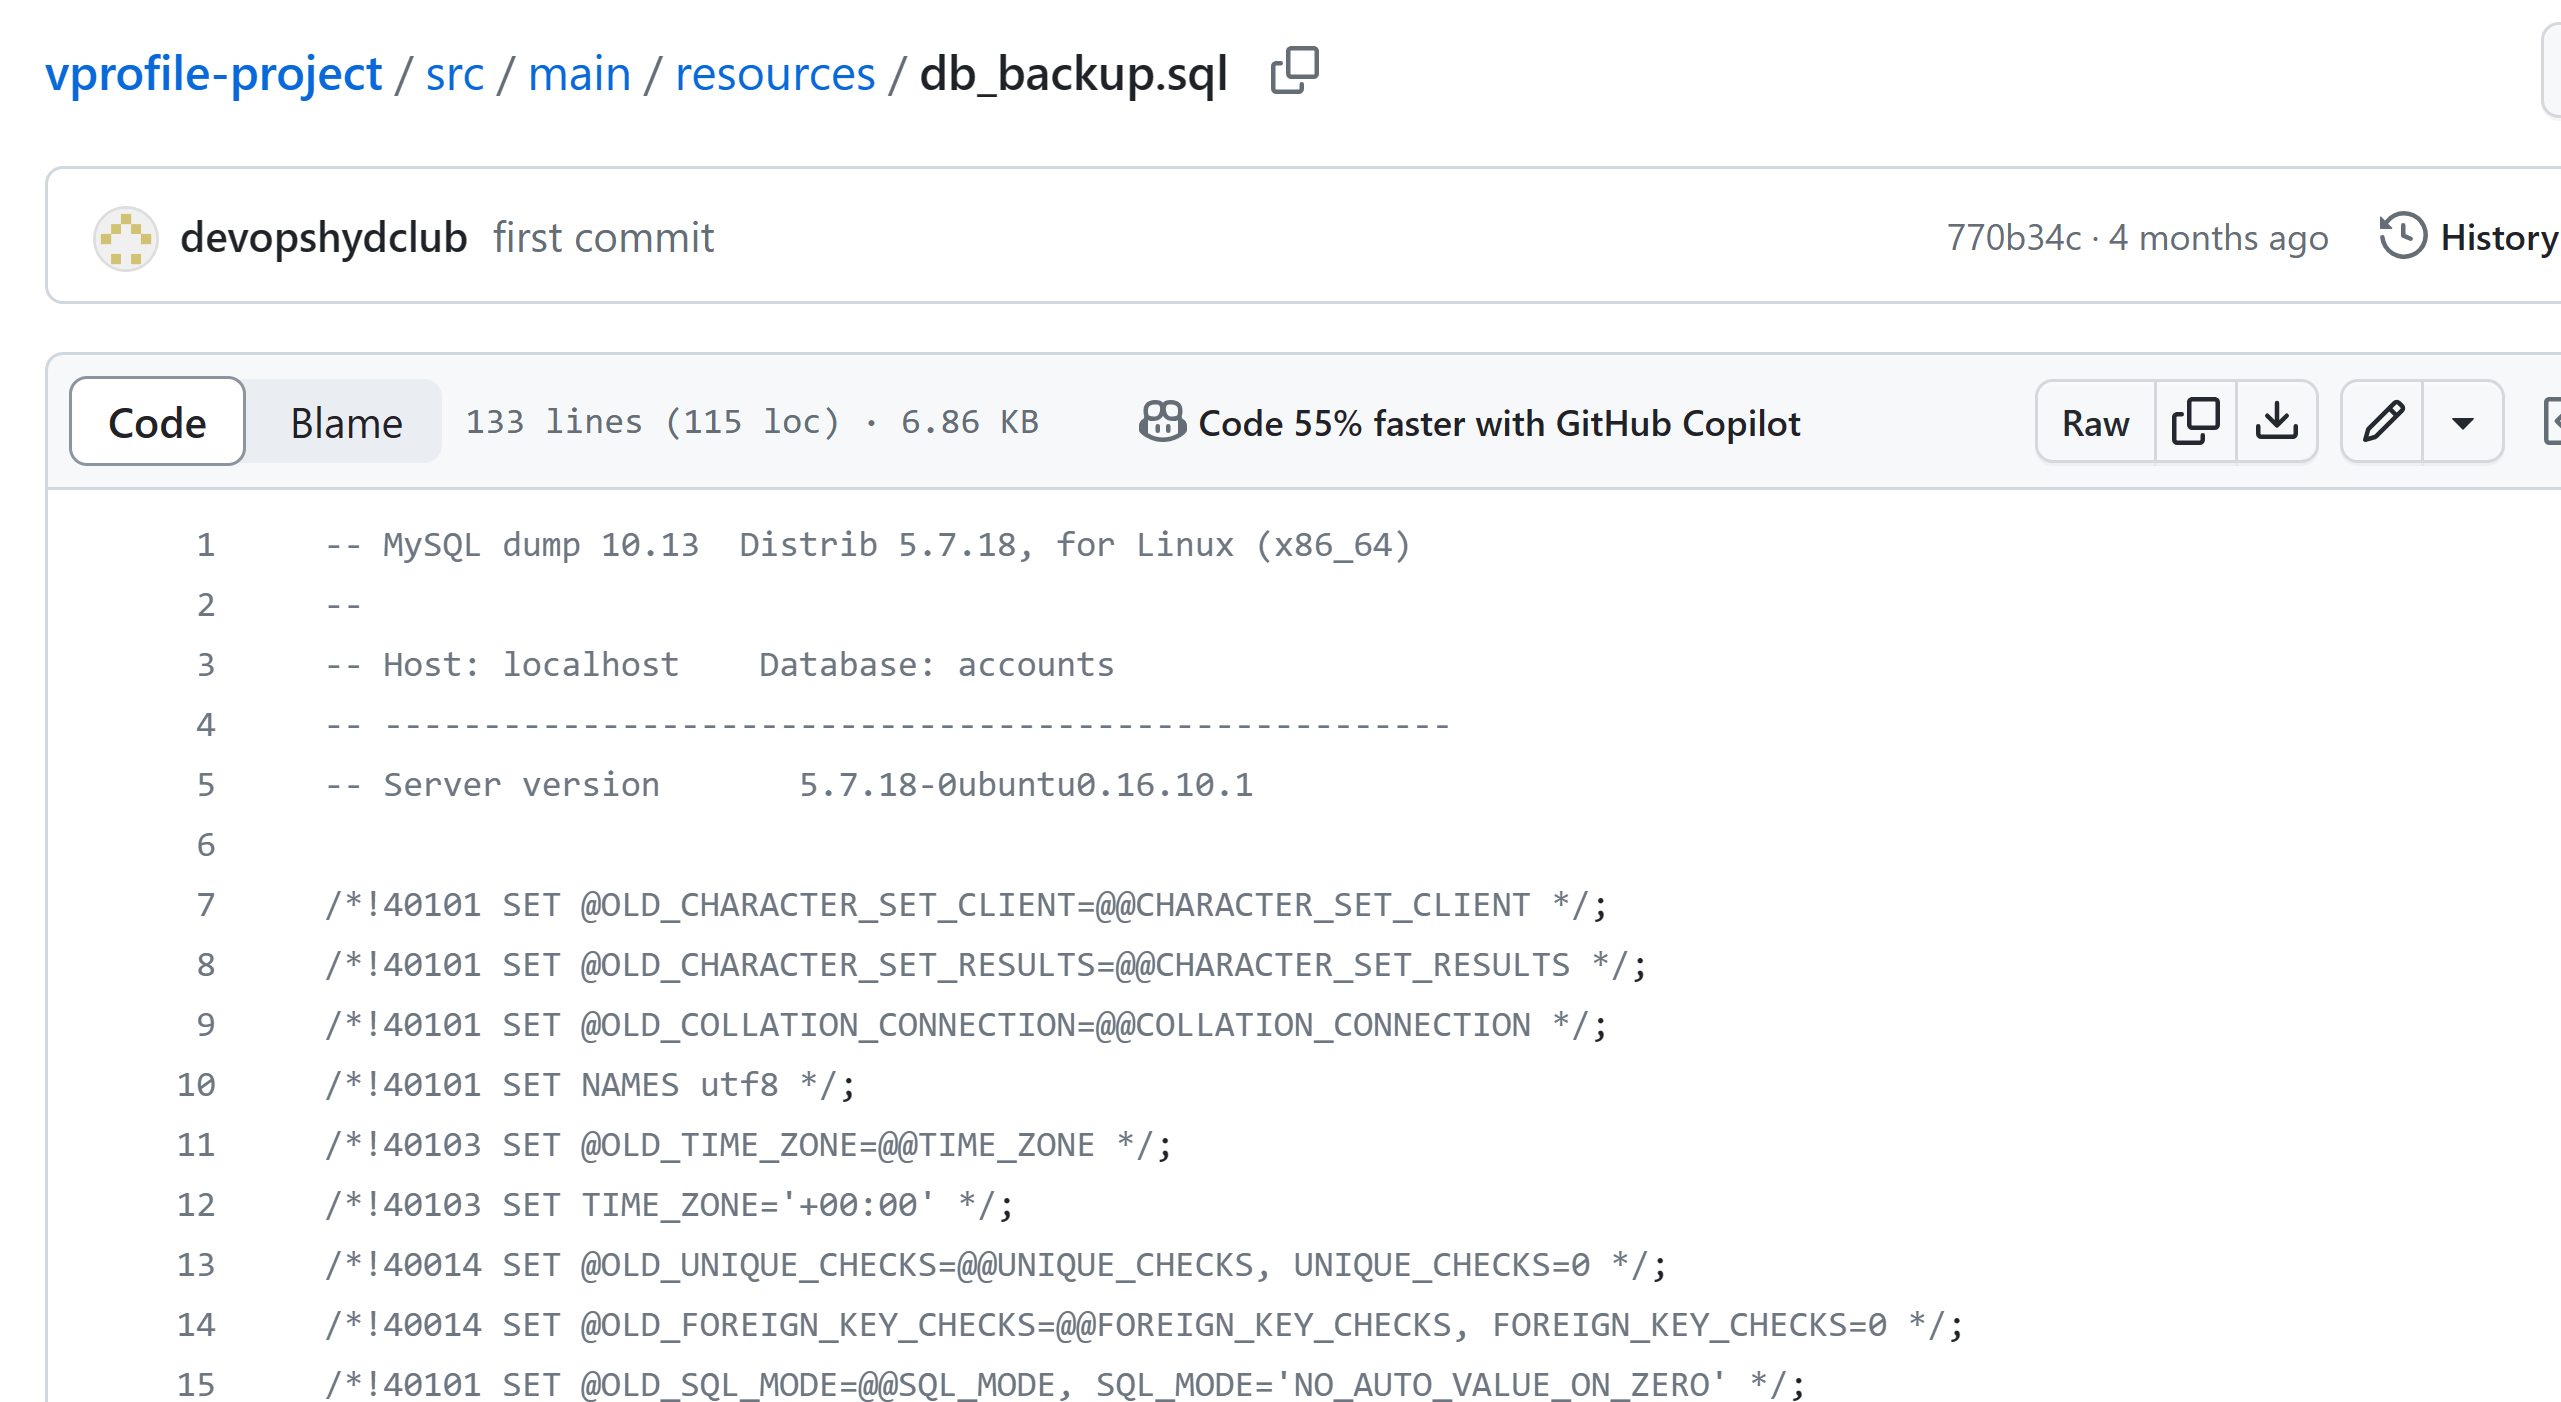 vprofile-project / src / main / resources / db_backup.sql
devopshydclub first commit 770b34c · 4 months ago History
Code Blame 133 lines (115 loc) · 6.86 KB Code 55% faster with GitHub Copilot Raw
1 -- MySQL dump 10.13  Distrib 5.7.18, for Linux (x86_64)
2 --
3 -- Host: localhost    Database: accounts
4 -- ------------------------------------------------------
5 -- Server version       5.7.18-0ubuntu0.16.10.1
6
7 /*!40101 SET @OLD_CHARACTER_SET_CLIENT=@@CHARACTER_SET_CLIENT */;
8 /*!40101 SET @OLD_CHARACTER_SET_RESULTS=@@CHARACTER_SET_RESULTS */;
9 /*!40101 SET @OLD_COLLATION_CONNECTION=@@COLLATION_CONNECTION */;
10 /*!40101 SET NAMES utf8 */;
11 /*!40103 SET @OLD_TIME_ZONE=@@TIME_ZONE */;
12 /*!40103 SET TIME_ZONE='+00:00' */;
13 /*!40014 SET @OLD_UNIQUE_CHECKS=@@UNIQUE_CHECKS, UNIQUE_CHECKS=0 */;
14 /*!40014 SET @OLD_FOREIGN_KEY_CHECKS=@@FOREIGN_KEY_CHECKS, FOREIGN_KEY_CHECKS=0 */;
15 /*!40101 SET @OLD_SQL_MODE=@@SQL_MODE, SQL_MODE='NO_AUTO_VALUE_ON_ZERO' */;